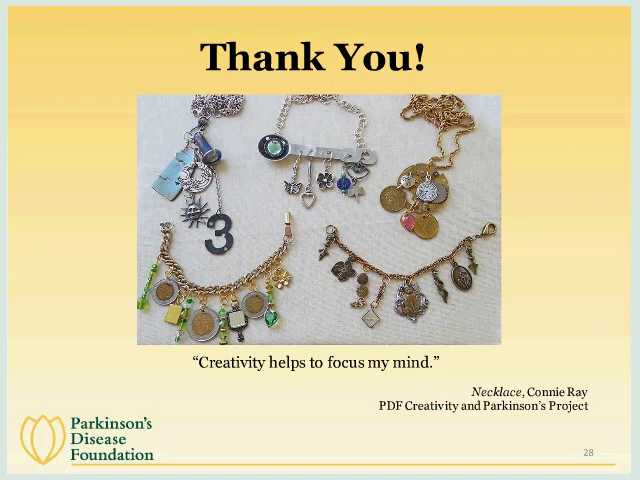 Thank You!
3
“Creativity helps to focus my mind.”
Necklace, Connie Ray
PDF Creativity and Parkinson’s Project
Parkinson’s
Disease
Foundation
28